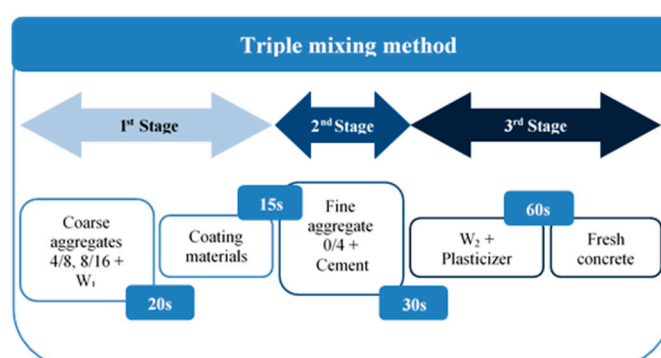 Triple mixing method
1st Stage
2nd Stage
3rd Stage
Coarse
aggregates
4/8, 8/16 +
W₁
20s
Coating
materials
15s
Fine
aggregate
0/4 +
Cement
30s
W₂ +
Plasticizer
60s
Fresh
concrete